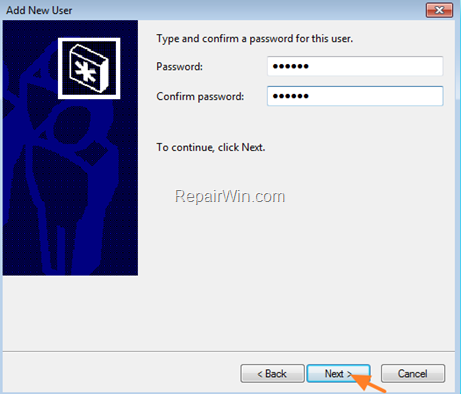 Add New User
Type and confirm a password for this user.
Password: ●●●●●●
Confirm password: ●●●●●●
To continue, click Next.
RepairWin.com
< Back Next > Cancel